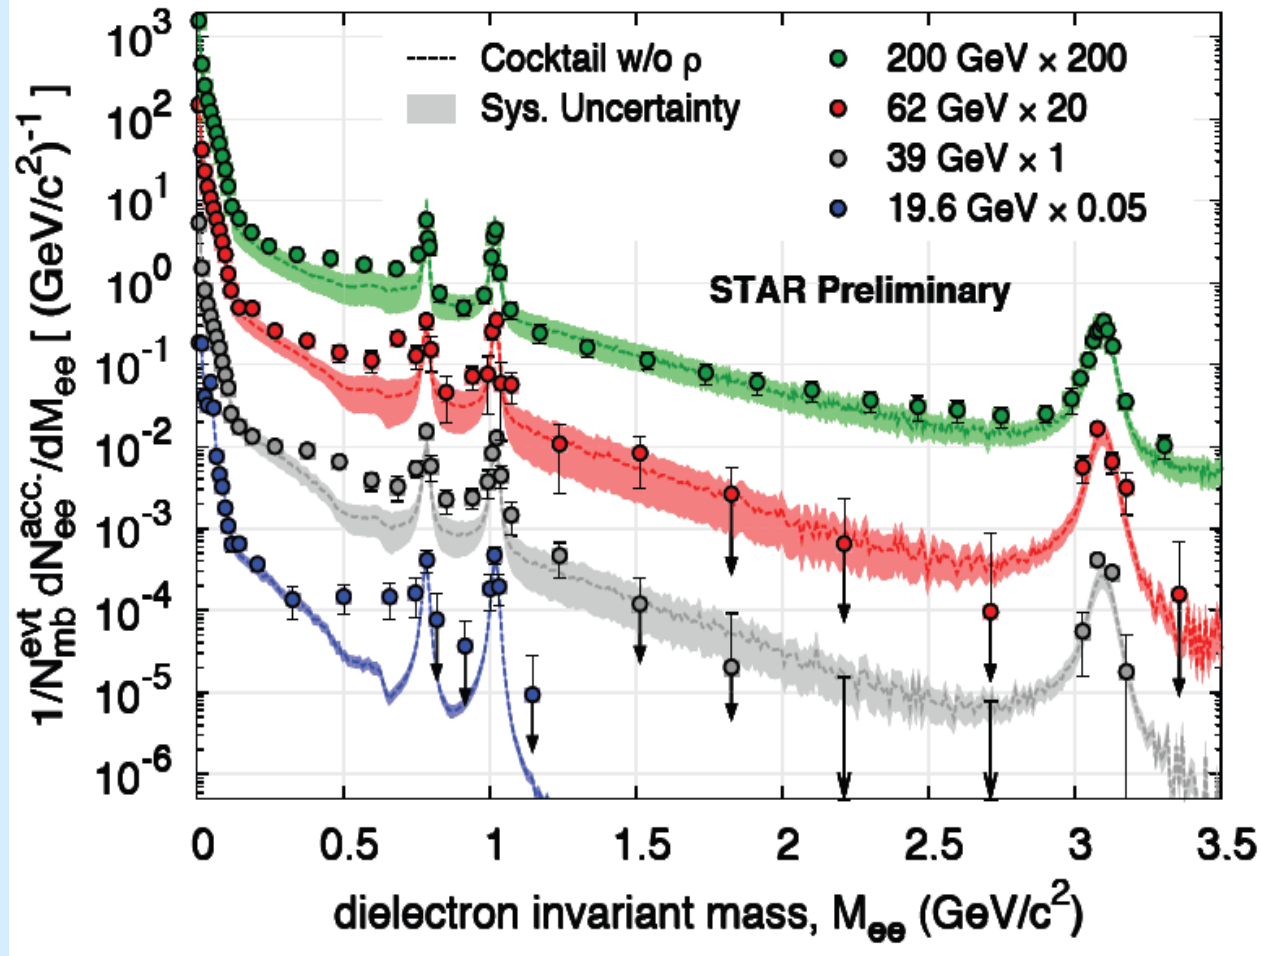 10³
10²
10¹
10⁰
10⁻¹
10⁻²
10⁻³
10⁻⁴
10⁻⁵
10⁻⁶
1/N_mb^evt dN_ee^acc./dM_ee [ (GeV/c²)⁻¹ ]
Cocktail w/o ρ
Sys. Uncertainty
200 GeV × 200
62 GeV × 20
39 GeV × 1
19.6 GeV × 0.05
STAR Preliminary
0 0.5 1 1.5 2 2.5 3 3.5
dielectron invariant mass, M_ee (GeV/c²)